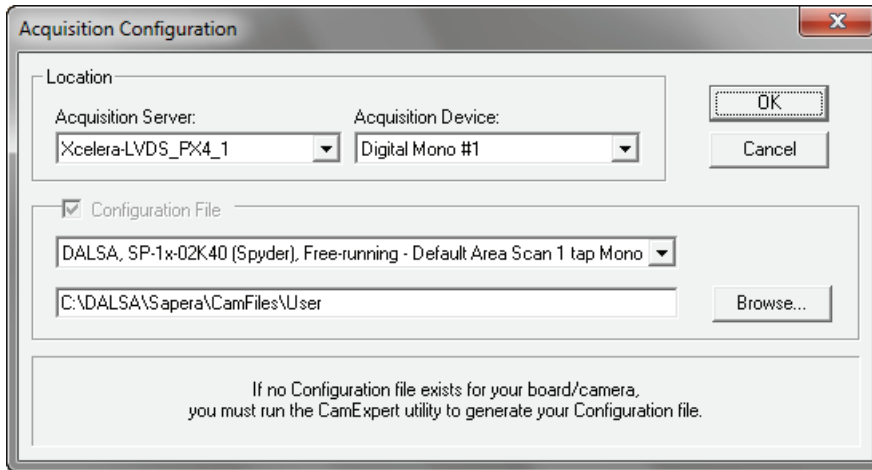 Acquisition Configuration
Location
Acquisition Server:
Acquisition Device:
Xcelera-LVDS_PX4_1
Digital Mono #1
OK
Cancel
Configuration File
DALSA, SP-1x-02K40 (Spyder), Free-running - Default Area Scan 1 tap Mono
C:\DALSA\Sapera\CamFiles\User
Browse...
If no Configuration file exists for your board/camera,
you must run the CamExpert utility to generate your Configuration file.